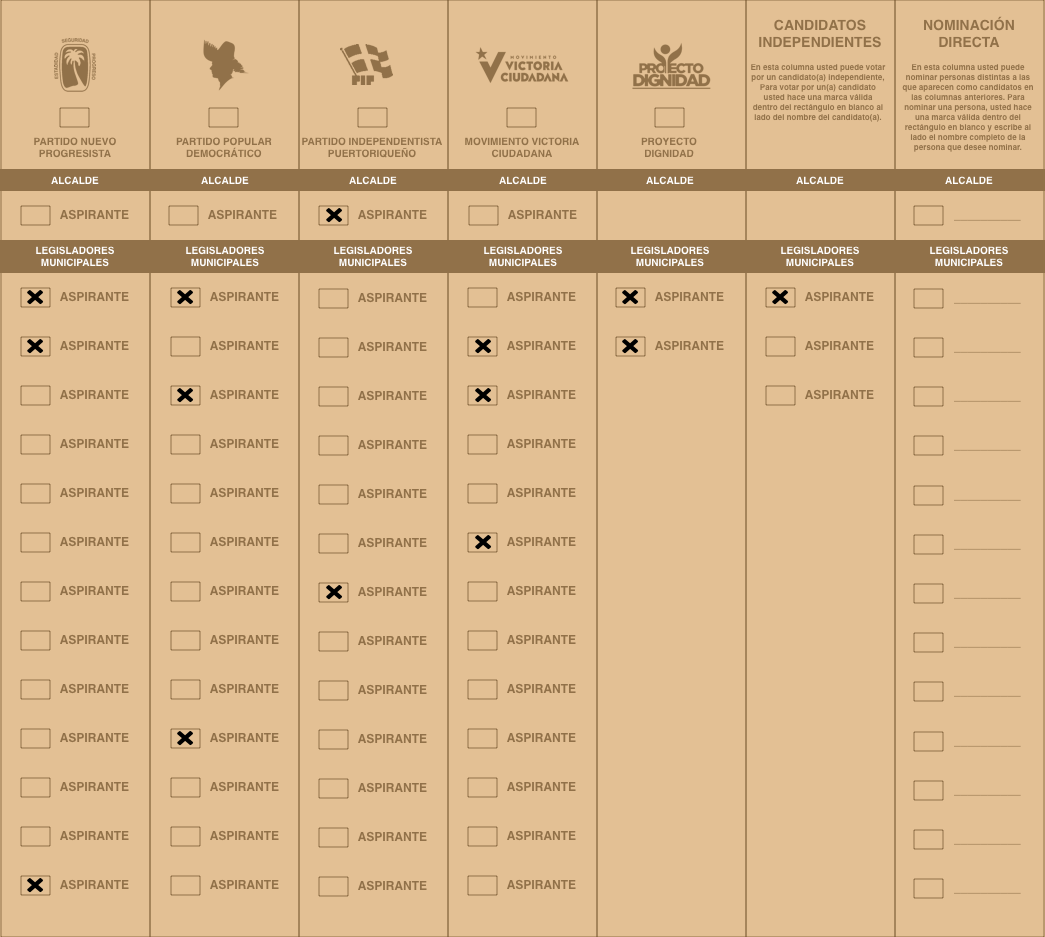 SEGURIDAD
ESTADIDAD
PROGRESO
PARTIDO NUEVO
PROGRESISTA
PARTIDO POPULAR
DEMOCRÁTICO
PIP
PARTIDO INDEPENDENTISTA
PUERTORIQUEÑO
MOVIMIENTO
VICTORIA
CIUDADANA
MOVIMIENTO VICTORIA
CIUDADANA
PROYECTO
DIGNIDAD
PROYECTO
DIGNIDAD
CANDIDATOS
INDEPENDIENTES
En esta columna usted puede votar
por un candidato(a) independiente,
Para votar por un(a) candidato
usted hace una marca válida
dentro del rectángulo en blanco al
lado del nombre del candidato(a).
NOMINACIÓN
DIRECTA
En esta columna usted puede
nominar personas distintas a las
que aparecen como candidatos en
las columnas anteriores. Para
nominar una persona, usted hace
una marca válida dentro del
rectángulo en blanco y escribe al
lado el nombre completo de la
persona que desee nominar.
ALCALDE ALCALDE ALCALDE ALCALDE ALCALDE ALCALDE ALCALDE
ASPIRANTE ASPIRANTE ASPIRANTE ASPIRANTE
LEGISLADORES LEGISLADORES LEGISLADORES LEGISLADORES LEGISLADORES LEGISLADORES LEGISLADORES
MUNICIPALES MUNICIPALES MUNICIPALES MUNICIPALES MUNICIPALES MUNICIPALES MUNICIPALES
ASPIRANTE ASPIRANTE ASPIRANTE ASPIRANTE ASPIRANTE ASPIRANTE
ASPIRANTE ASPIRANTE ASPIRANTE ASPIRANTE ASPIRANTE ASPIRANTE
ASPIRANTE ASPIRANTE ASPIRANTE ASPIRANTE ASPIRANTE
ASPIRANTE ASPIRANTE ASPIRANTE ASPIRANTE
ASPIRANTE ASPIRANTE ASPIRANTE ASPIRANTE
ASPIRANTE ASPIRANTE ASPIRANTE ASPIRANTE
ASPIRANTE ASPIRANTE ASPIRANTE ASPIRANTE
ASPIRANTE ASPIRANTE ASPIRANTE ASPIRANTE
ASPIRANTE ASPIRANTE ASPIRANTE ASPIRANTE
ASPIRANTE ASPIRANTE ASPIRANTE ASPIRANTE
ASPIRANTE ASPIRANTE ASPIRANTE ASPIRANTE
ASPIRANTE ASPIRANTE ASPIRANTE ASPIRANTE
ASPIRANTE ASPIRANTE ASPIRANTE ASPIRANTE